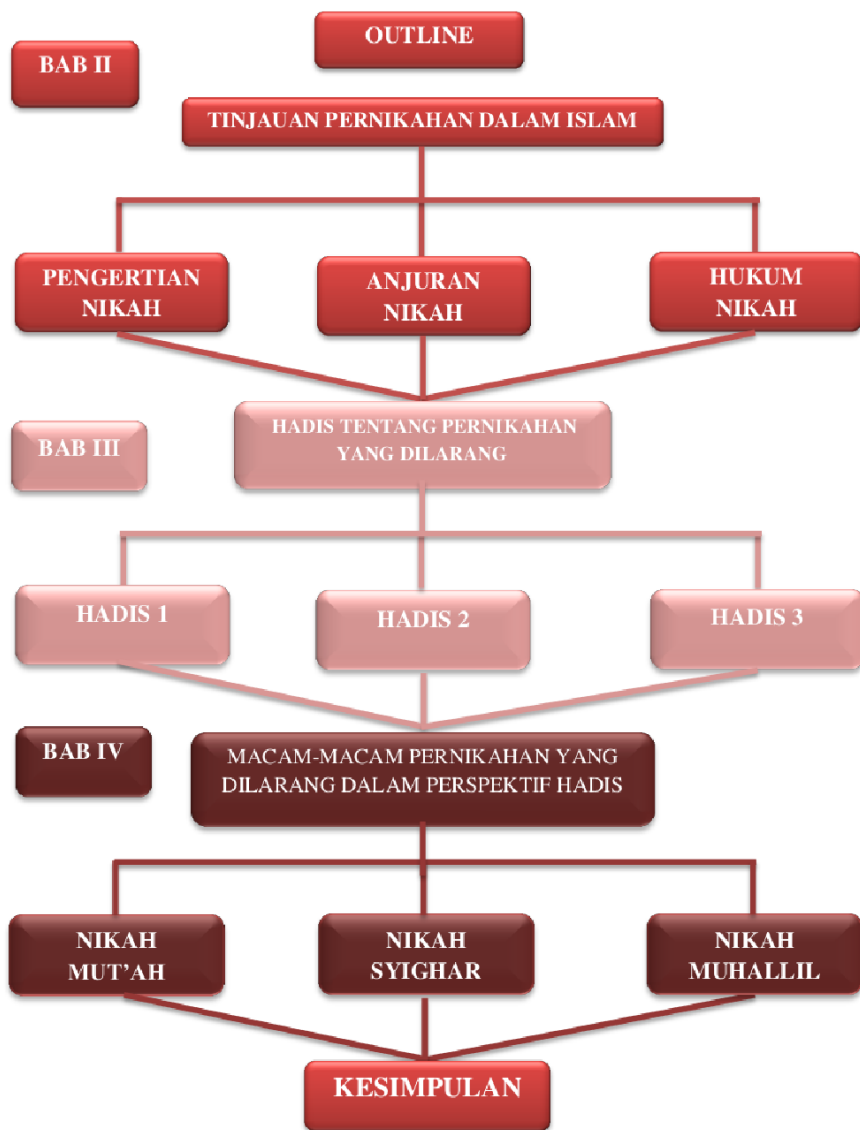 OUTLINE
BAB II
TINJAUAN PERNIKAHAN DALAM ISLAM
PENGERTIAN
NIKAH
ANJURAN
NIKAH
HUKUM
NIKAH
BAB III
HADIS TENTANG PERNIKAHAN
YANG DILARANG
HADIS 1
HADIS 2
HADIS 3
BAB IV
MACAM-MACAM PERNIKAHAN YANG
DILARANG DALAM PERSPEKTIF HADIS
NIKAH
MUT’AH
NIKAH
SYIGHAR
NIKAH
MUHALLIL
KESIMPULAN